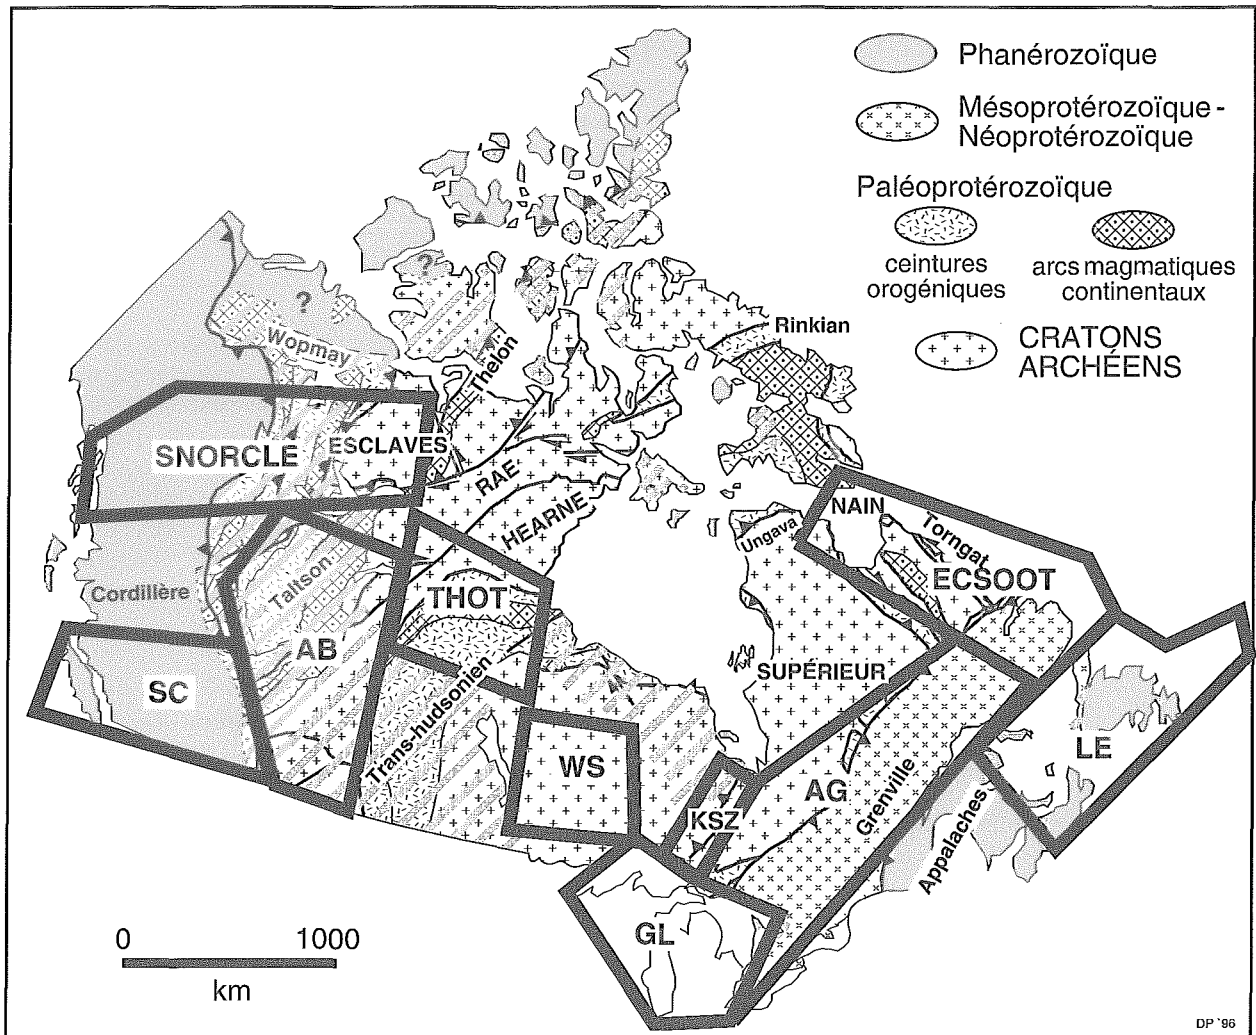 Phanérozoïque
Mésoprotérozoïque -
Néoprotérozoïque
Paléoprotérozoïque
ceintures
orogéniques
arcs magmatiques
continentaux
CRATONS
ARCHÉENS
?
?
Wopmay
Thelon
Rinkian
SNORCLE
ESCLAVES
RAE
HEARNE
NAIN
Ungava
Torngat
ECSOOT
Cordillère
Taltson
THOT
AB
SC
SUPÉRIEUR
Trans-hudsonien
WS
KSZ
AG
Grenville
LE
Appalaches
GL
0 1000
km
DP '96